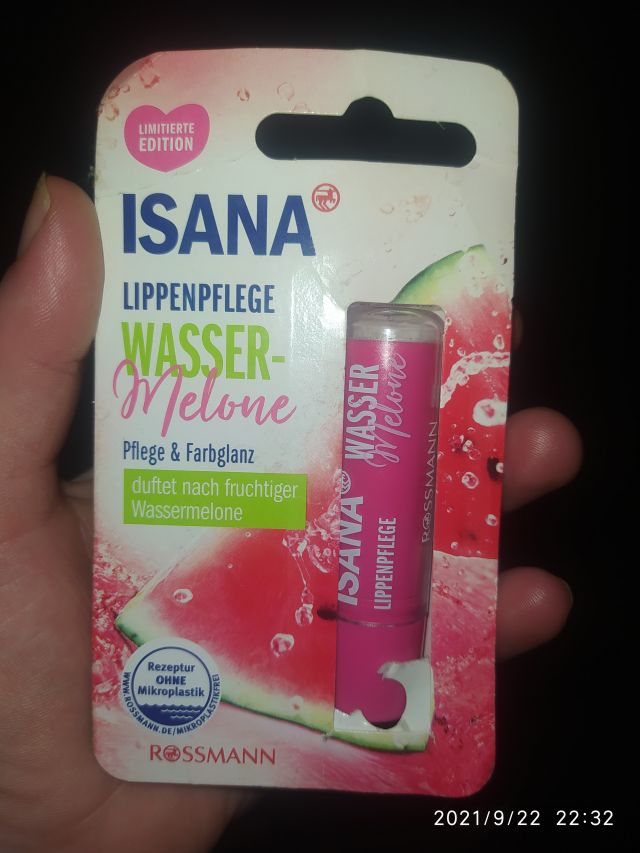 LIMITIERTE
EDITION
ISANA
LIPPENPFLEGE
WASSER-
Melone
Pflege & Farbglanz
duftet nach fruchtiger
Wassermelone
ISANA
LIPPENPFLEGE
WASSER
Melone
ROSSMANN
Rezeptur
OHNE
Mikroplastik
WWW.ROSSMANN.DE/MIKROPLASTIKFREI
ROSSMANN
2021/9/22 22:32